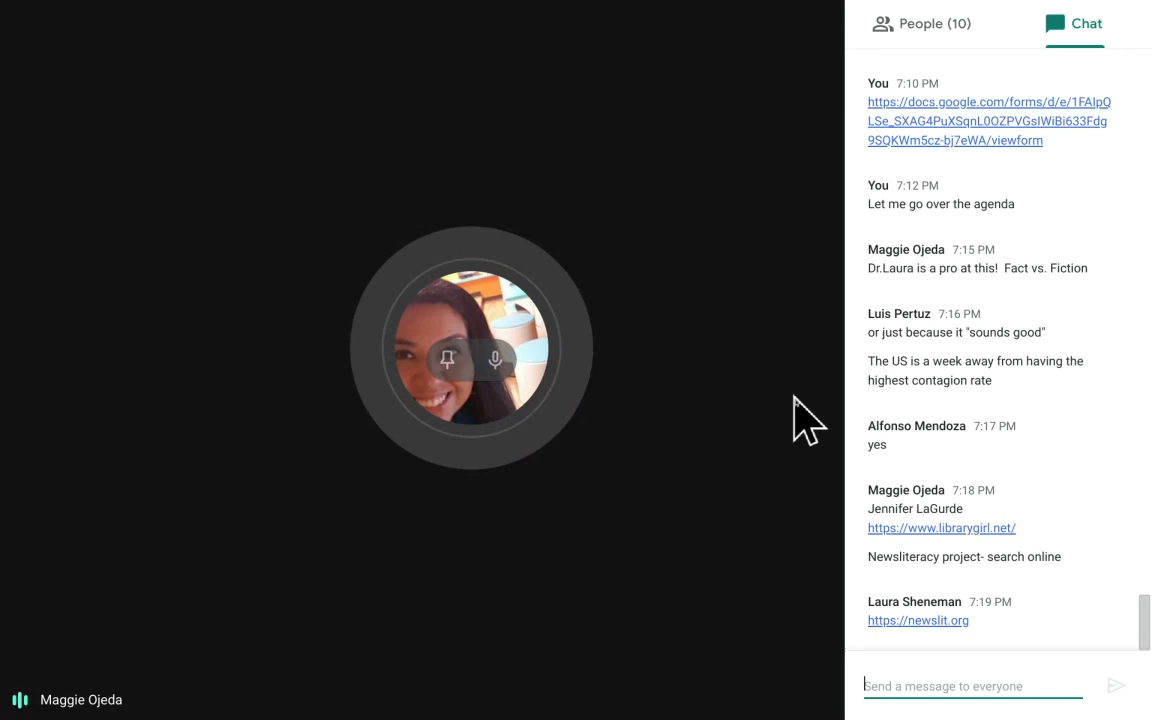 People (10)
Chat
You 7:10 PM
https://docs.google.com/forms/d/e/1FAIpQ
LSe_SXAG4PuXSqnL0OZPVGsIWiBi633Fdg
9SQKWm5cz-bj7eWA/viewform
You 7:12 PM
Let me go over the agenda
Maggie Ojeda 7:15 PM
Dr.Laura is a pro at this!  Fact vs. Fiction
Luis Pertuz 7:16 PM
or just because it "sounds good"
The US is a week away from having the
highest contagion rate
Alfonso Mendoza 7:17 PM
yes
Maggie Ojeda 7:18 PM
Jennifer LaGurde
https://www.librarygirl.net/
Newsliteracy project- search online
Laura Sheneman 7:19 PM
https://newslit.org
Send a message to everyone
Maggie Ojeda